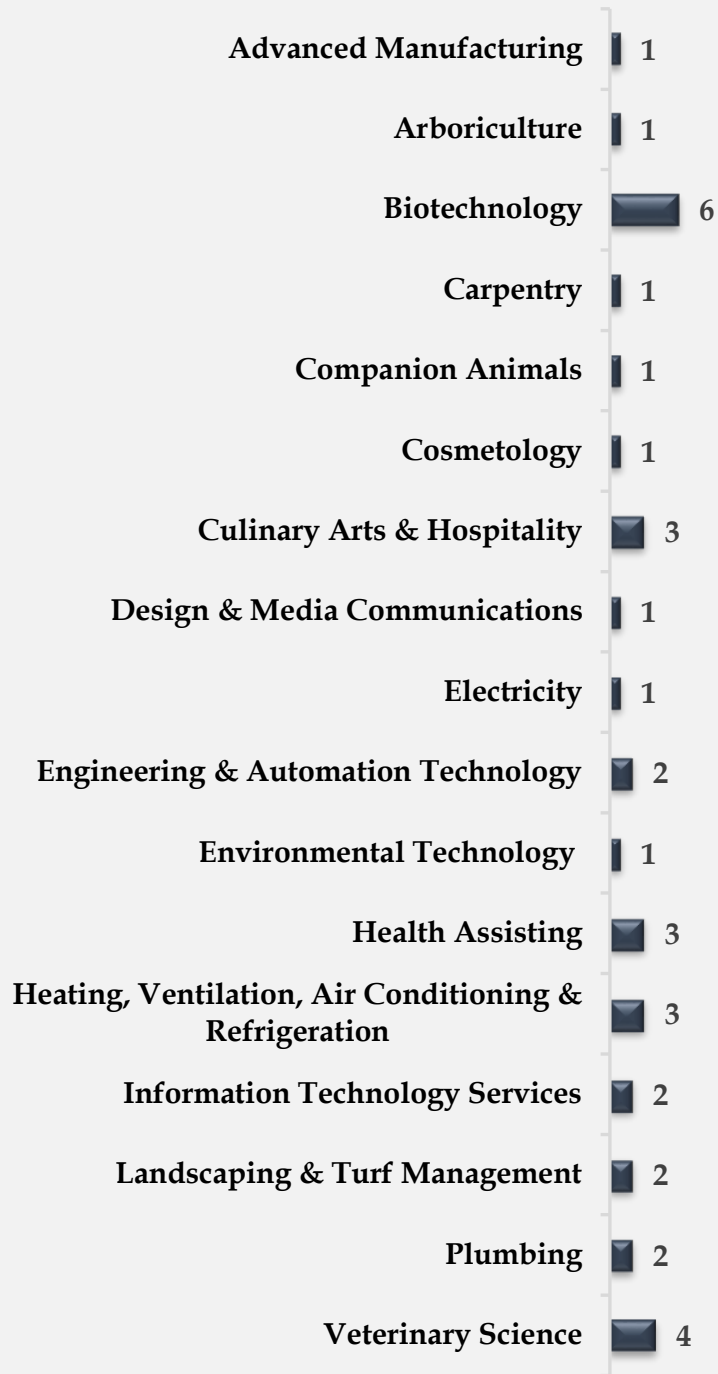 Advanced Manufacturing 1
Arboriculture 1
Biotechnology 6
Carpentry 1
Companion Animals 1
Cosmetology 1
Culinary Arts & Hospitality 3
Design & Media Communications 1
Electricity 1
Engineering & Automation Technology 2
Environmental Technology 1
Health Assisting 3
Heating, Ventilation, Air Conditioning &
Refrigeration 3
Information Technology Services 2
Landscaping & Turf Management 2
Plumbing 2
Veterinary Science 4